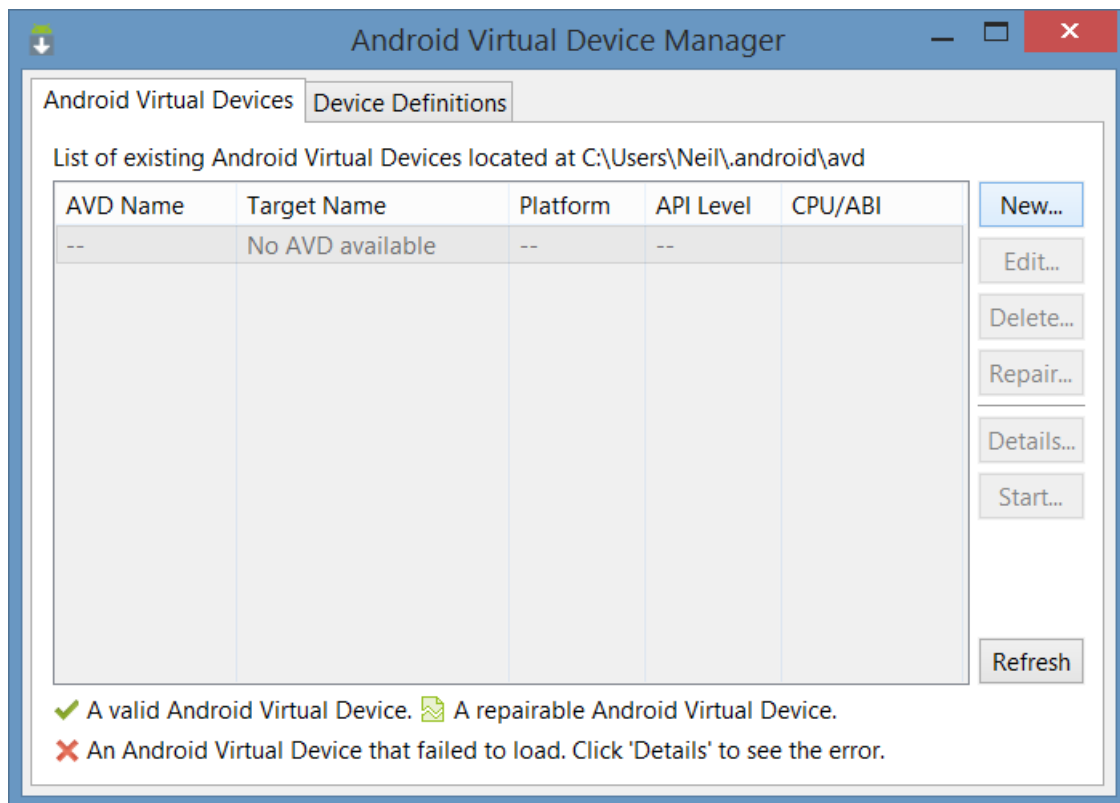 Android Virtual Device Manager
Android Virtual Devices Device Definitions
List of existing Android Virtual Devices located at C:\Users\Neil\.android\avd
AVD Name Target Name Platform API Level CPU/ABI New...
-- No AVD available -- --
Edit...
Delete...
Repair...
Details...
Start...
Refresh
A valid Android Virtual Device. A repairable Android Virtual Device.
An Android Virtual Device that failed to load. Click 'Details' to see the error.